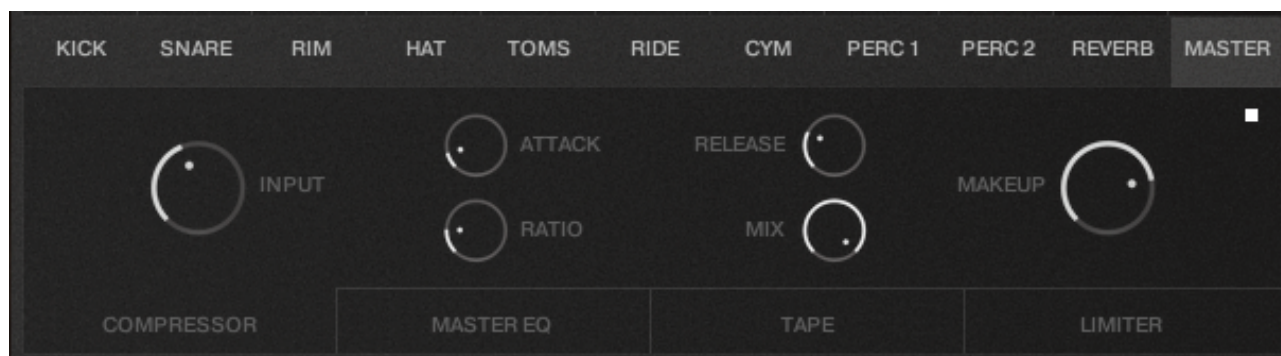 KICK SNARE RIM HAT TOMS RIDE CYM PERC 1 PERC 2 REVERB MASTER
ATTACK RELEASE
INPUT MAKEUP
RATIO MIX
COMPRESSOR MASTER EQ TAPE LIMITER